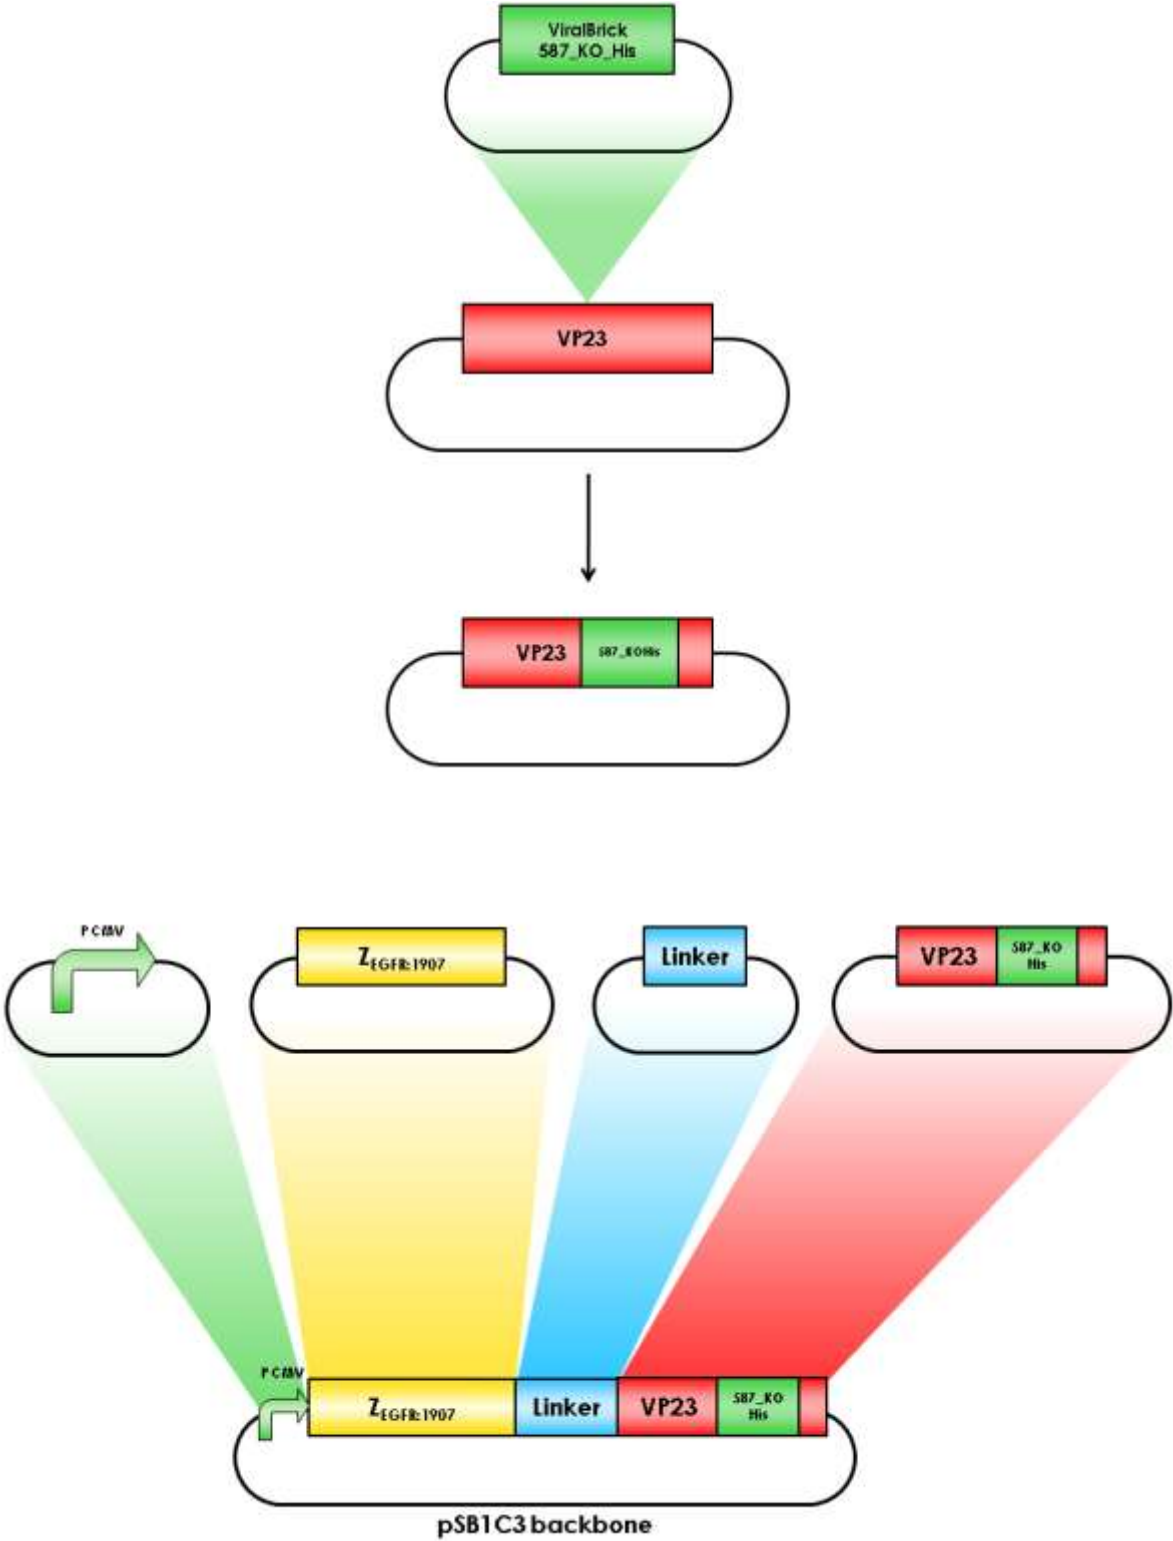 ViralBrick
587_KO_His
VP23
VP23
587_KOHis
PCMV
ZEGFR:1907
Linker
VP23
587_KO
His
PCMV
ZEGFR:1907
Linker
VP23
587_KO
His
pSB1C3 backbone